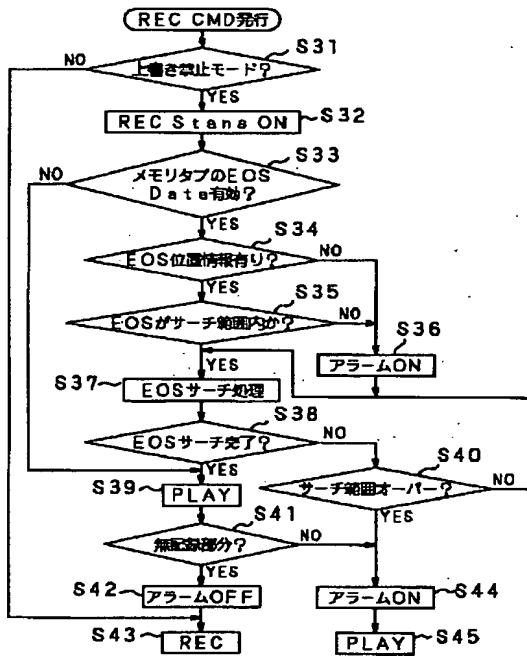 REC CMD発行
S31
NO
上書き禁止モード?
YES
S32
REC Stans ON
S33
NO
メモリタブのEOS
Data有効?
YES
S34
NO
EOS位置情報有り?
YES
S35
EOSがサーチ範囲内か?
NO
S36
アラームON
YES
S37
EOSサーチ処理
S38
EOSサーチ完了?
NO
S40
YES
サーチ範囲オーバー?
NO
S39
PLAY
YES
S41
無記録部分?
NO
YES
S42
アラームOFF
アラームON
S44
S43
REC
PLAY
S45